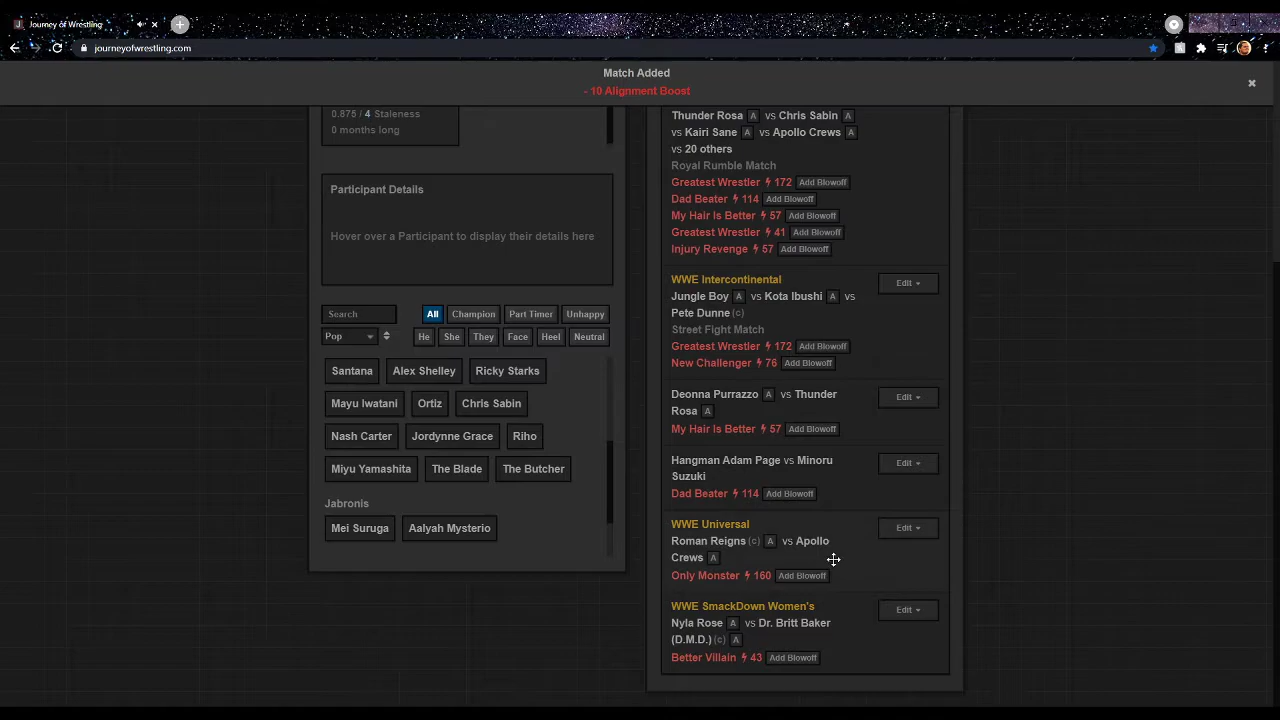 Journey of Wrestling
journeyofwrestling.com
Match Added
- 10 Alignment Boost
0.875 / 4 Staleness
0 months long
Participant Details
Hover over a Participant to display their details here
Search
All
Champion
Part Timer
Unhappy
Pop
He
She
They
Face
Heel
Neutral
Santana
Alex Shelley
Ricky Starks
Mayu Iwatani
Ortiz
Chris Sabin
Nash Carter
Jordynne Grace
Riho
Miyu Yamashita
The Blade
The Butcher
Jabronis
Mei Suruga
Aalyah Mysterio
Thunder Rosa A vs Chris Sabin A
vs Kairi Sane A vs Apollo Crews A
vs 20 others
Royal Rumble Match
Greatest Wrestler 172 Add Blowoff
Dad Beater 114 Add Blowoff
My Hair Is Better 57 Add Blowoff
Greatest Wrestler 41 Add Blowoff
Injury Revenge 57 Add Blowoff
WWE Intercontinental
Edit
Jungle Boy A vs Kota Ibushi A vs
Pete Dunne (c)
Street Fight Match
Greatest Wrestler 172 Add Blowoff
New Challenger 76 Add Blowoff
Deonna Purrazzo A vs Thunder
Edit
Rosa A
My Hair Is Better 57 Add Blowoff
Hangman Adam Page vs Minoru
Edit
Suzuki
Dad Beater 114 Add Blowoff
WWE Universal
Edit
Roman Reigns (c) A vs Apollo
Crews A
Only Monster 160 Add Blowoff
WWE SmackDown Women's
Edit
Nyla Rose A vs Dr. Britt Baker
(D.M.D.) (c) A
Better Villain 43 Add Blowoff